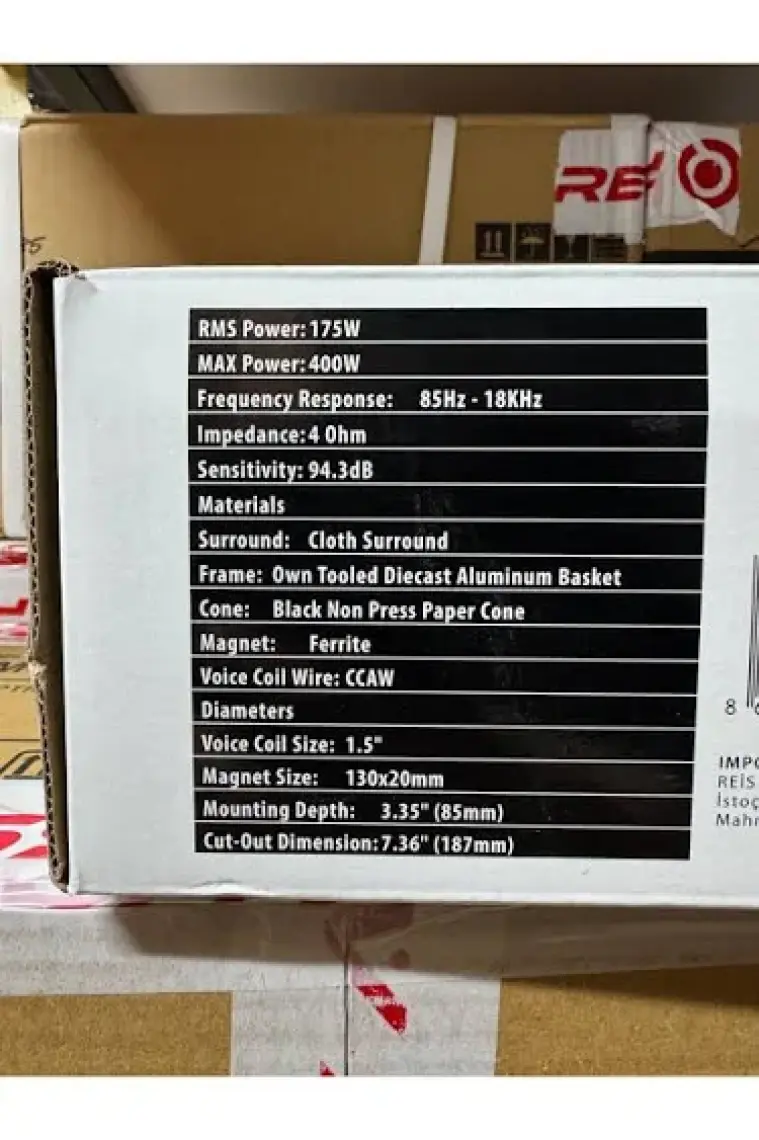 RMS Power: 175W
MAX Power: 400W
Frequency Response: 85Hz - 18KHz
Impedance: 4 Ohm
Sensitivity: 94.3dB
Materials
Surround: Cloth Surround
Frame: Own Tooled Diecast Aluminum Basket
Cone: Black Non Press Paper Cone
Magnet: Ferrite
Voice Coil Wire: CCAW
Diameters
Voice Coil Size: 1.5"
Magnet Size: 130x20mm
Mounting Depth: 3.35" (85mm)
Cut-Out Dimension: 7.36" (187mm)
8
REİS